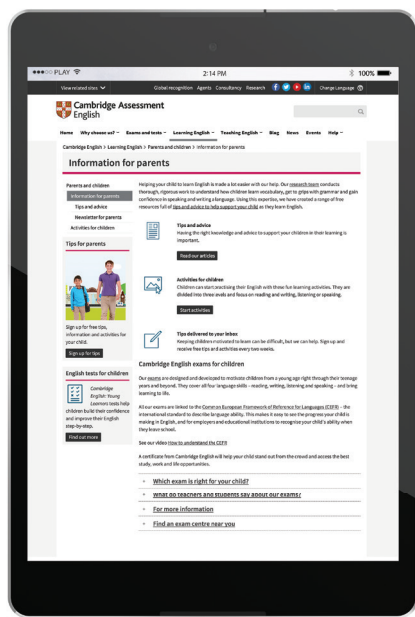 PLAY
2:14 PM
100%
View related sites
Global recognition Agents Consultancy Research
Change Language
Cambridge Assessment
English
Home Why choose us? Exams and tests Learning English Teaching English Blog News Events Help
Cambridge English > Learning English > Parents and children > Information for parents
Information for parents
Parents and children
Information for parents
Tips and advice
Newsletter for parents
Activities for children
Tips for parents
Sign up for free tips,
information and activities for
your child.
Sign up for tips
English tests for children
Cambridge
English: Young
Learners tests help
children build their confidence
and improve their English
step-by-step.
Find out more
Helping your child to learn English is made a lot easier with our help. Our research team conducts
thorough, rigorous work to understand how children learn vocabulary, get to grips with grammar and gain
confidence in speaking and writing language. Using this expertise, we have created a range of free
resources full of tips and advice to help support your child as they learn English.
Tips and advice
Having the right knowledge and advice to support your children in their learning is
important.
Read our articles
Activities for children
Children can start practising their English with these fun learning activities. They are
divided into three levels and focus on reading and writing, listening or speaking.
Start activities
Tips delivered to your inbox
Keeping children motivated to learn can be difficult, but we can help. Sign up and
receive free tips and activities every two weeks.
Cambridge English exams for children
Our exams are designed and developed to motivate children from a young age right through their teenage
years and beyond. They cover all four language skills – reading, writing, listening and speaking – and bring
learning to life.
All our exams are linked to the Common European Framework of Reference for Languages (CEFR) – the
international standard to describe language ability. This makes it easy to see the progress your child is
making in English, and for employers and educational institutions to recognise your child's ability when
they leave school.
See our video How to understand the CEFR
A certificate from Cambridge English will help your child stand out from the crowd and access the best
study, work and life opportunities.
Which exam is right for your child?
What do teachers and students say about our exams?
For more information
Find an exam centre near you